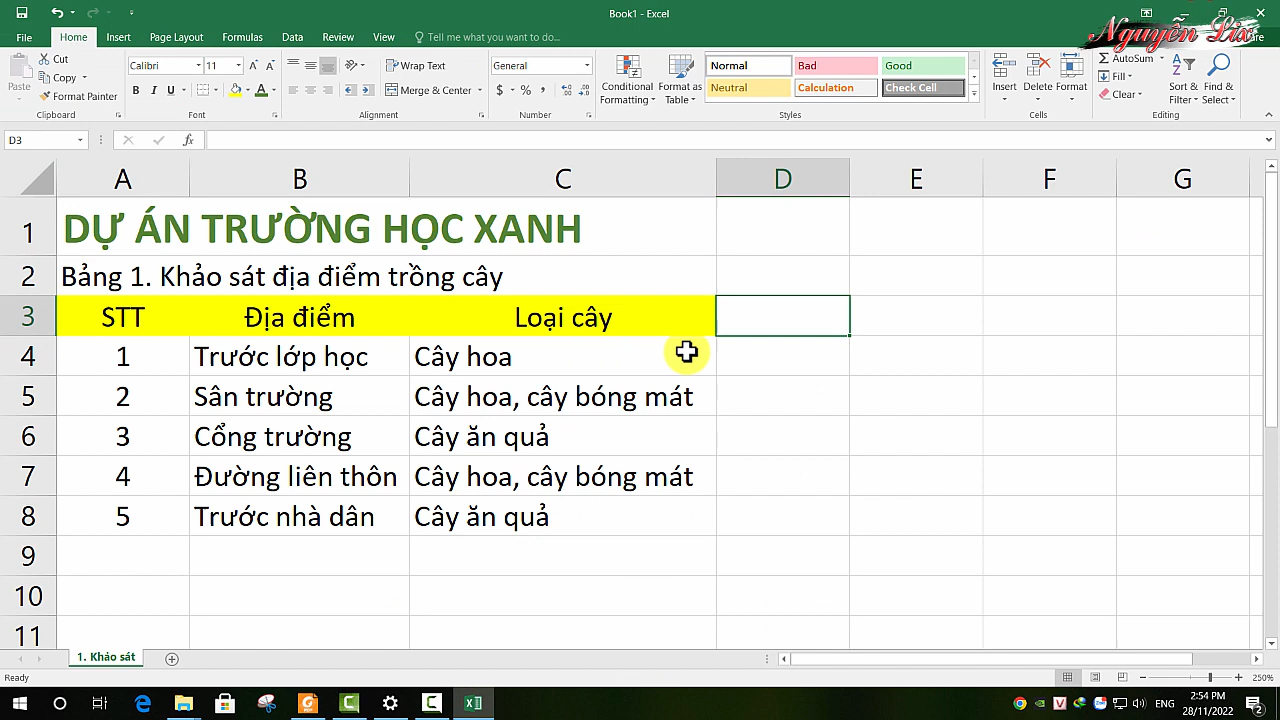 Book1 - Excel
Nguyễn Lix
File Home Insert Page Layout Formulas Data Review View Tell me what you want to do...
Cut
Copy
Format Painter
Paste
Clipboard
Calibri 11
B I U
Font
Wrap Text
Merge & Center
Alignment
General
$ % ,
Number
Conditional Formatting
Format as Table
Normal Bad Good
Neutral Calculation Check Cell
Styles
Insert Delete Format
Cells
AutoSum
Fill
Clear
Sort & Filter
Find & Select
Editing
D3 fx
A B C D E F G
1 DỰ ÁN TRƯỜNG HỌC XANH
2 Bảng 1. Khảo sát địa điểm trồng cây
3 STT Địa điểm Loại cây
4 1 Trước lớp học Cây hoa
5 2 Sân trường Cây hoa, cây bóng mát
6 3 Cổng trường Cây ăn quả
7 4 Đường liên thôn Cây hoa, cây bóng mát
8 5 Trước nhà dân Cây ăn quả
9
10
11
1. Khảo sát
Ready 250%
ENG 2:54 PM
28/11/2022